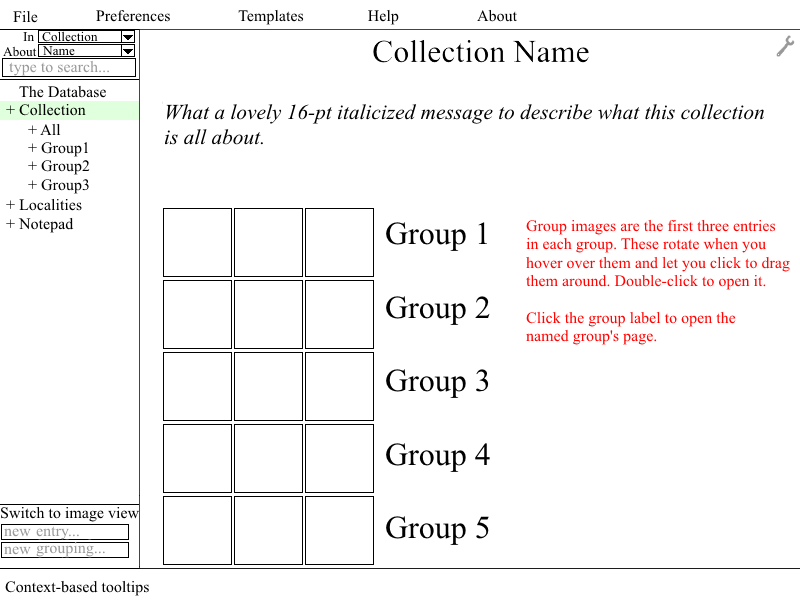 File Preferences Templates Help About
In Collection
About Name
type to search...
The Database
+ Collection
+ All
+ Group1
+ Group2
+ Group3
+ Localities
+ Notepad
Switch to image view
new entry...
new grouping...
Collection Name
What a lovely 16-pt italicized message to describe what this collection
is all about.
Group 1
Group 2
Group 3
Group 4
Group 5
Group images are the first three entries
in each group. These rotate when you
hover over them and let you click to drag
them around. Double-click to open it.
Click the group label to open the
named group's page.
Context-based tooltips